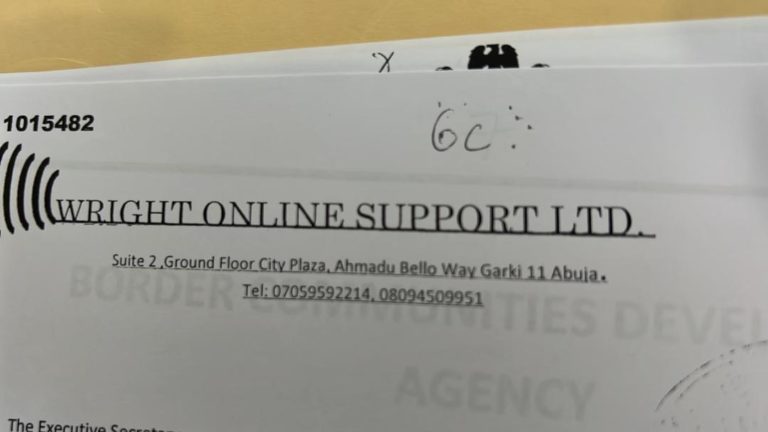 X
6C
1015482
WRIGHT ONLINE SUPPORT LTD.
Suite 2 ,Ground Floor City Plaza, Ahmadu Bello Way Garki 11 Abuja.
Tel: 07059592214, 08094509951
BORDER COMMUNITIES DEVEL
AGENCY
The Executive Secretar